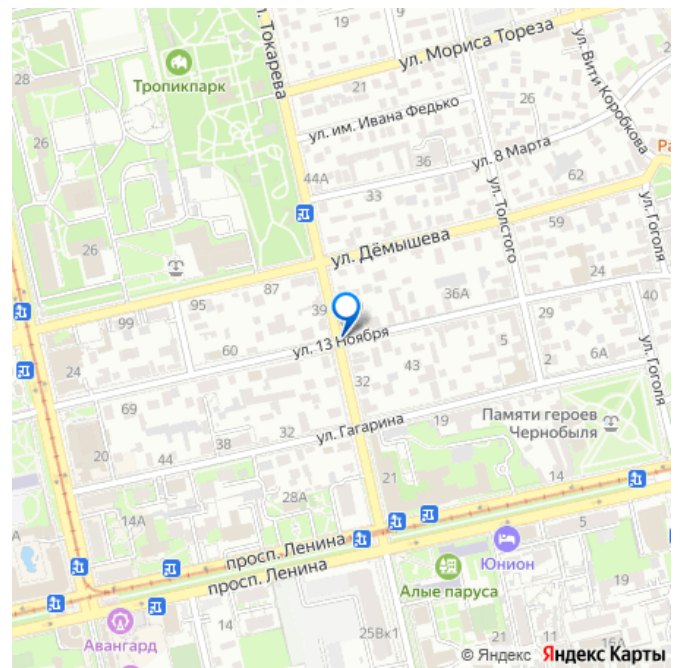 19
ул. Токарева
ул. Мориса Тореза
28
Тропикпарк
21
ул. Вити Коробкова
26
ул. им. Ивана Федько
26
36
ул. 8 Марта
Ра
44А
33
62
ул. Толстого
ул. Гоголя
59
26
ул. Дёмышева
24
87
36А
40
95
39
99
29
ул. 13 Ноября
60
24
5
2
6А
ул. Гоголя
43
32
69
19
Памяти героев
Чернобыля
ул. Гагарина
38
32
20
44
21
14
28А
14А
5
просп. Ленина
просп. Ленина
Юнион
19
Алые паруса
14
25Вк1
Авангард
22
11
11
© Яндекс Яндекс Карты